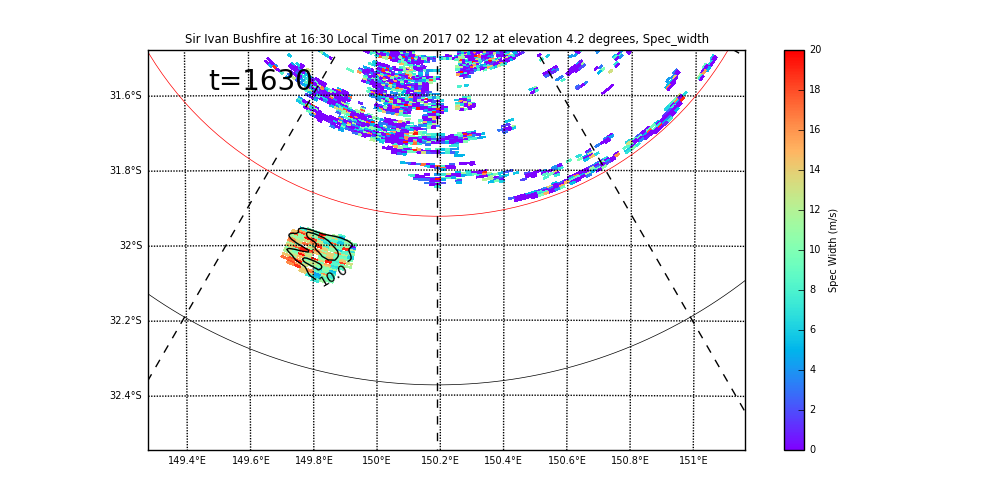 Sir Ivan Bushfire at 16:30 Local Time on 2017 02 12 at elevation 4.2 degrees, Spec_width
t=1630
31.6°S
31.8°S
32°S
32.2°S
32.4°S
10.0
149.4°E 149.6°E 149.8°E 150°E 150.2°E 150.4°E 150.6°E 150.8°E 151°E
20
18
16
14
12
10
8
6
4
2
0
Spec Width (m/s)